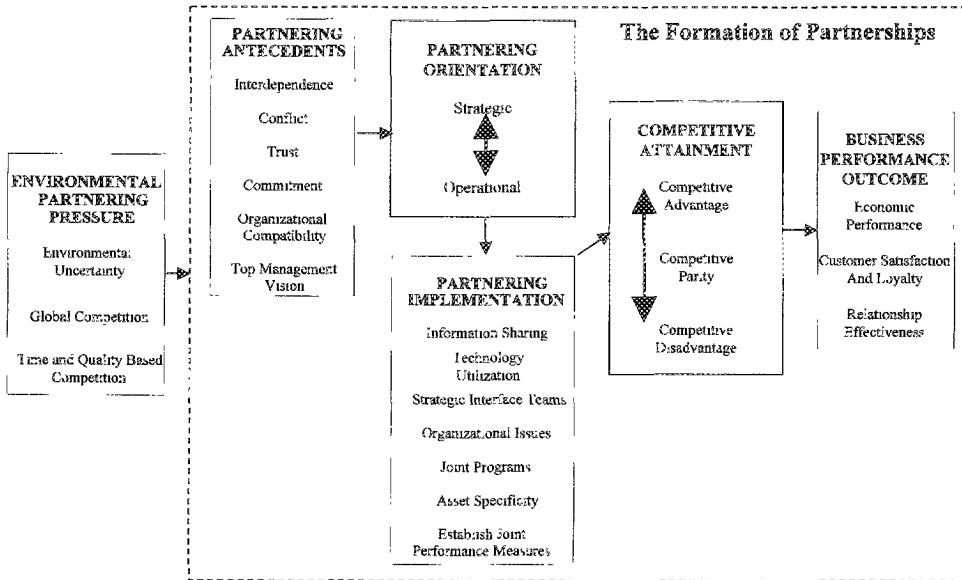 The Formation of Partnerships
ENVIRONMENTAL
PARTNERING
PRESSURE
Environmental
Uncertainty
Global Competition
Time and Quality Based
Competition
PARTNERING
ANTECEDENTS
Interdependence
Conflict
Trust
Commitment
Organizational
Compatibility
Top Management
Vision
PARTNERING
ORIENTATION
Strategic
Operational
PARTNERING
IMPLEMENTATION
Information Sharing
Technology
Utilization
Strategic Interface Teams
Organizational Issues
Joint Programs
Asset Specificity
Establish Joint
Performance Measures
COMPETITIVE
ATTAINMENT
Competitive
Advantage
Competitive
Parity
Competitive
Disadvantage
BUSINESS
PERFORMANCE
OUTCOME
Economic
Performance
Customer Satisfaction
And Loyalty
Relationship
Effectiveness